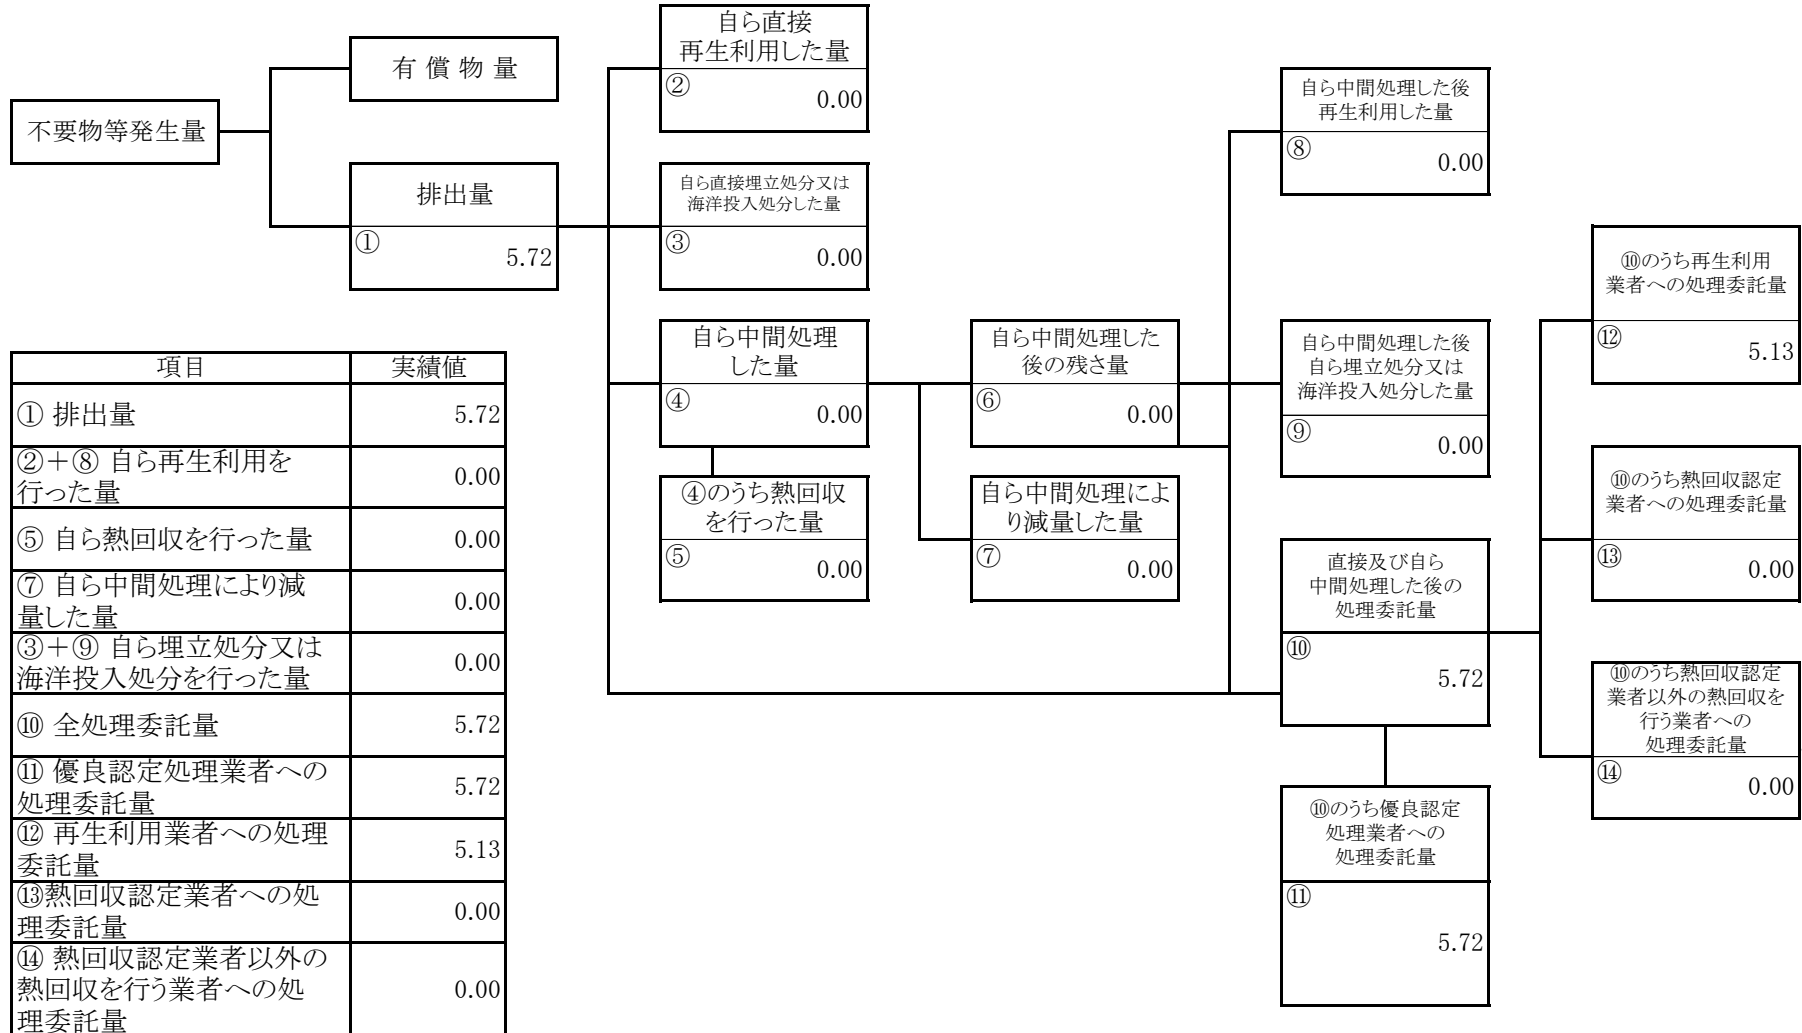 不要物等発生量
有 償 物 量
排出量
①
5.72
自ら直接
再生利用した量
②
0.00
自ら直接埋立処分又は
海洋投入処分した量
③
0.00
自ら中間処理
した量
④
0.00
④のうち熱回収
を行った量
⑤
0.00
自ら中間処理した
後の残さ量
⑥
0.00
自ら中間処理によ
り減量した量
⑦
0.00
自ら中間処理した後
再生利用した量
⑧
0.00
自ら中間処理した後
自ら埋立処分又は
海洋投入処分した量
⑨
0.00
直接及び自ら
中間処理した後の
処理委託量
⑩
5.72
⑩のうち優良認定
処理業者への
処理委託量
⑪
5.72
⑩のうち再生利用
業者への処理委託量
⑫
5.13
⑩のうち熱回収認定
業者への処理委託量
⑬
0.00
⑩のうち熱回収認定
業者以外の熱回収を
行う業者への
処理委託量
⑭
0.00
項目 実績値
① 排出量 5.72
②＋⑧ 自ら再生利用を
行った量
0.00
⑤ 自ら熱回収を行った量 0.00
⑦ 自ら中間処理により減
量した量
0.00
③＋⑨ 自ら埋立処分又は
海洋投入処分を行った量
0.00
⑩ 全処理委託量 5.72
⑪ 優良認定処理業者への
処理委託量
5.72
⑫ 再生利用業者への処理
委託量
5.13
⑬熱回収認定業者への処
理委託量
0.00
⑭ 熱回収認定業者以外の
熱回収を行う業者への処
理委託量
0.00